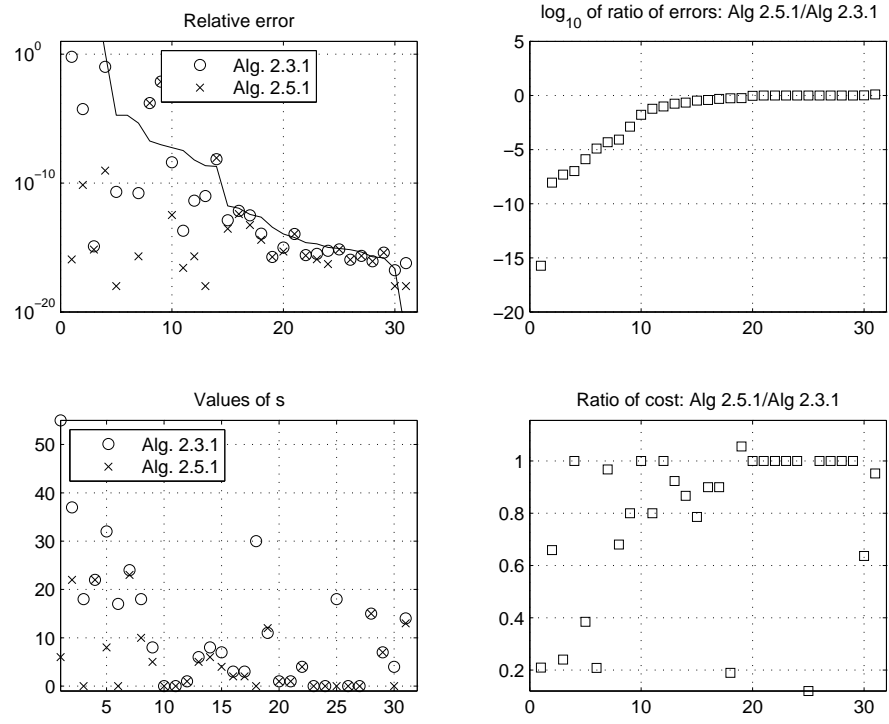 Relative error
10^0
10^−10
10^−20
Alg. 2.3.1
Alg. 2.5.1
0 10 20 30
log_10 of ratio of errors: Alg 2.5.1/Alg 2.3.1
5
0
−5
−10
−15
−20
0 10 20 30
Values of s
50
40
30
20
10
0
Alg. 2.3.1
Alg. 2.5.1
5 10 15 20 25 30
Ratio of cost: Alg 2.5.1/Alg 2.3.1
1
0.8
0.6
0.4
0.2
0 10 20 30